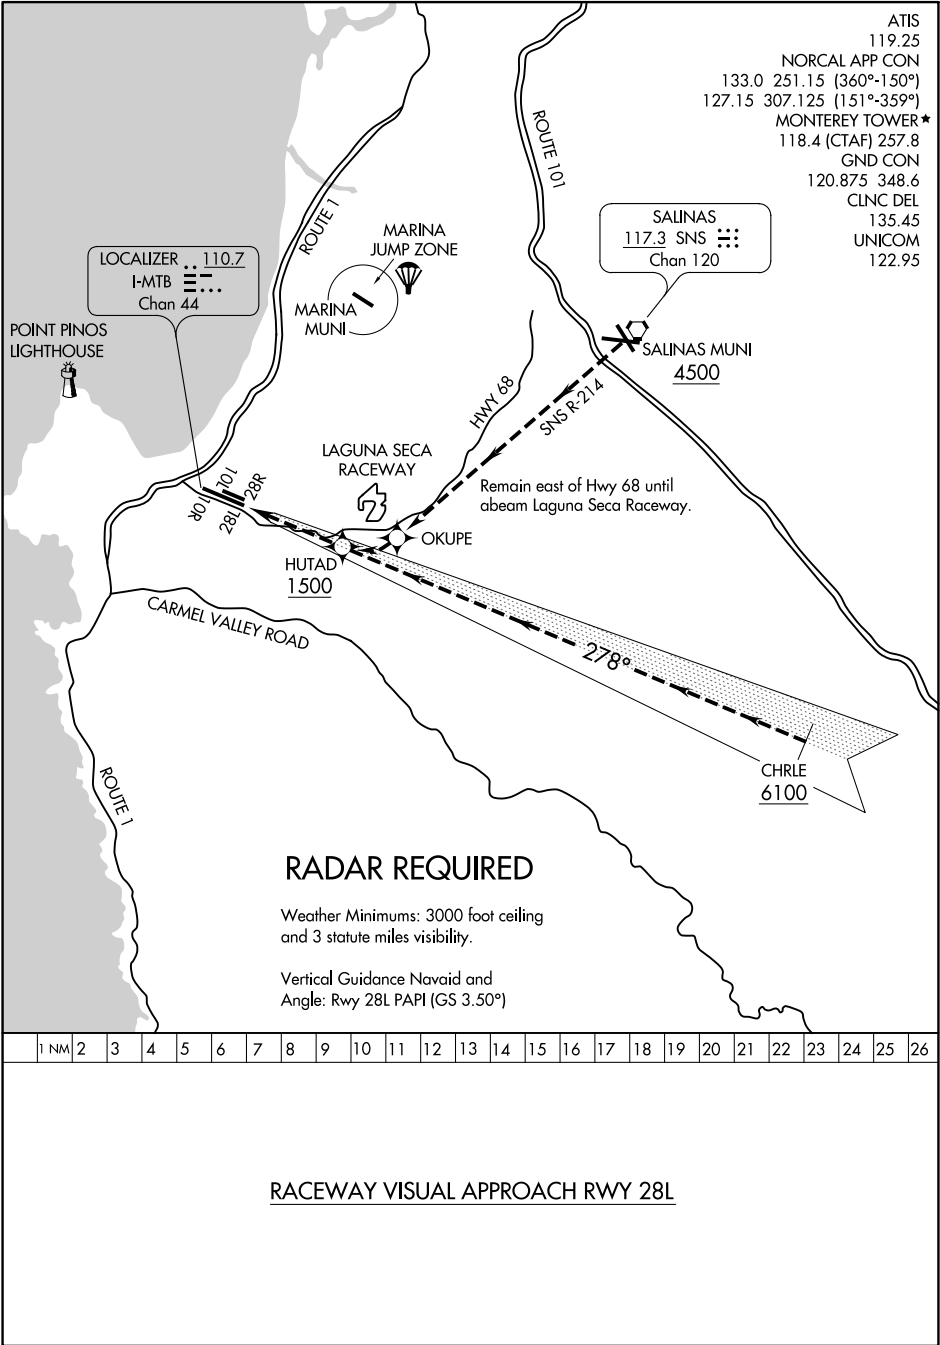 ATIS
119.25
NORCAL APP CON
133.0 251.15 (360°-150°)
127.15 307.125 (151°-359°)
MONTEREY TOWER★
118.4 (CTAF) 257.8
GND CON
120.875 348.6
CLNC DEL
135.45
UNICOM
122.95
ROUTE 101
ROUTE 1
SALINAS
117.3 SNS
Chan 120
MARINA
JUMP ZONE
LOCALIZER 110.7
I-MTB
Chan 44
MARINA
MUNI
POINT PINOS
LIGHTHOUSE
SALINAS MUNI
4500
HWY 68
SNS R-214
LAGUNA SECA
RACEWAY
Remain east of Hwy 68 until
abeam Laguna Seca Raceway.
10L
28R
10R
28L
OKUPE
HUTAD
1500
CARMEL VALLEY ROAD
278°
CHRLE
6100
ROUTE 1
RADAR REQUIRED
Weather Minimums: 3000 foot ceiling
and 3 statute miles visibility.
Vertical Guidance Navaid and
Angle: Rwy 28L PAPI (GS 3.50°)
1 NM 2 3 4 5 6 7 8 9 10 11 12 13 14 15 16 17 18 19 20 21 22 23 24 25 26
RACEWAY VISUAL APPROACH RWY 28L